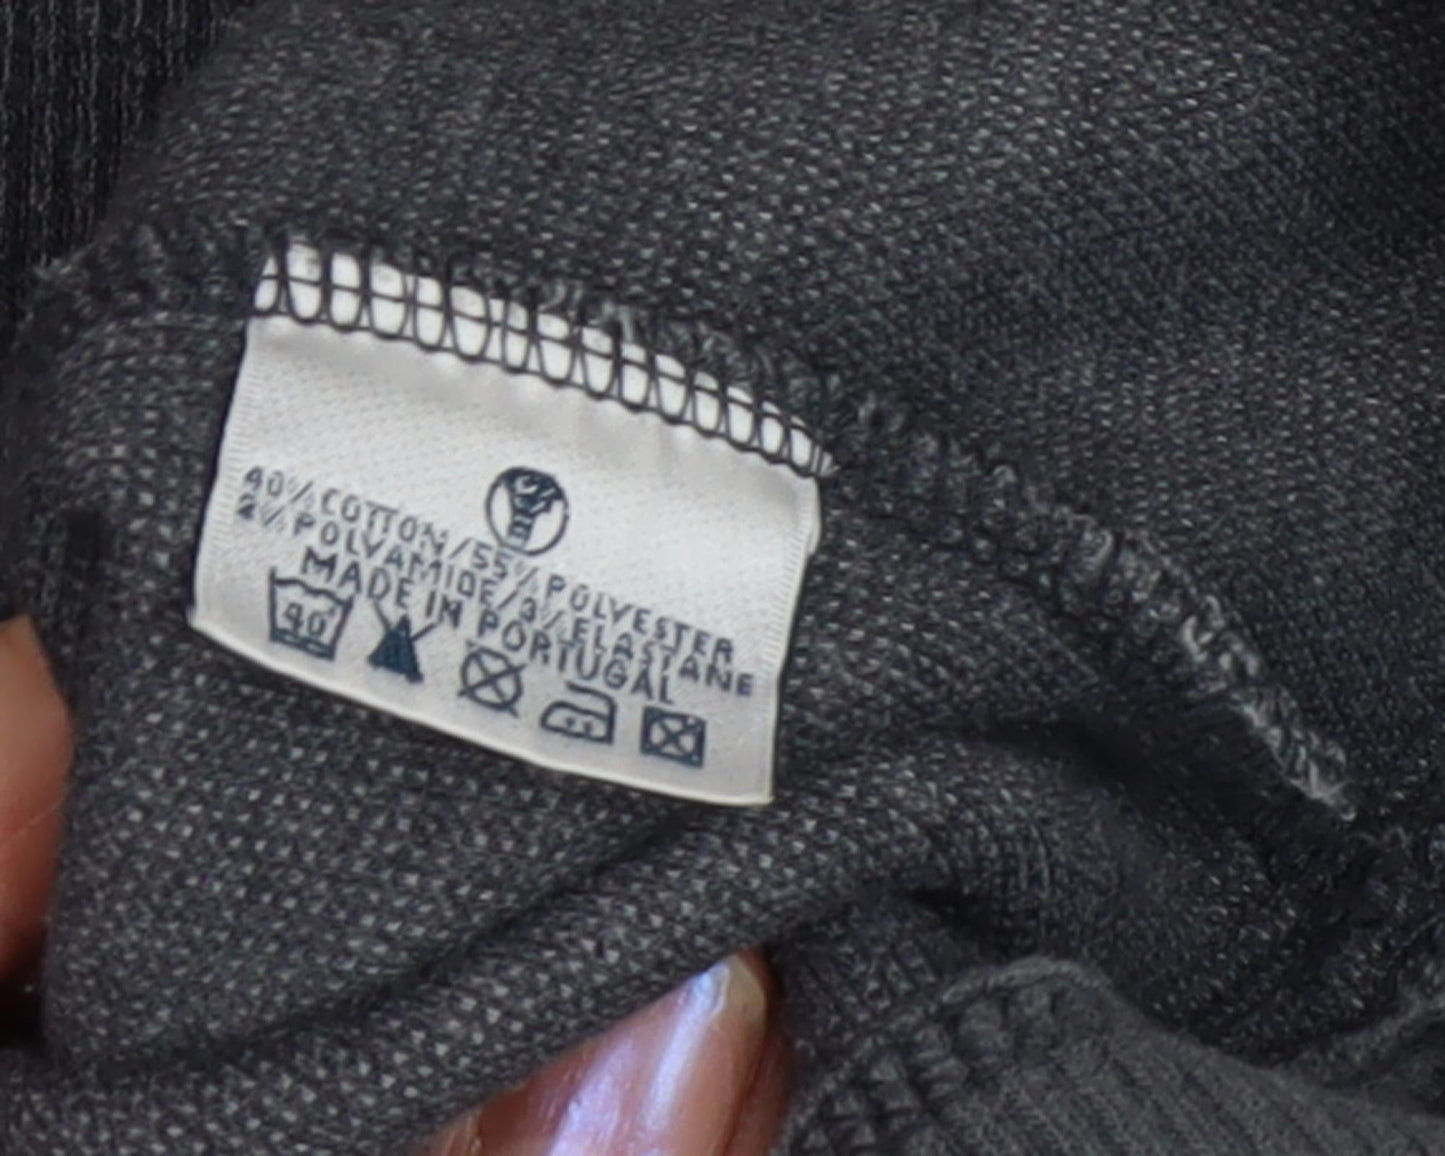 40% COTTON/55% POLYESTER
2% POLYAMIDE/3% ELASTANE
MADE IN PORTUGAL
40°